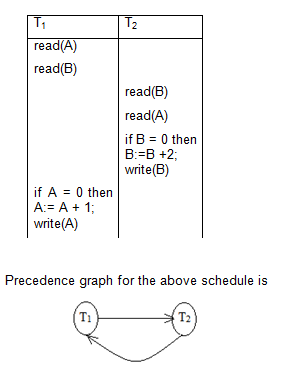 T1 T2
read(A)
read(B)
read(B)
read(A)
if B = 0 then
B:=B +2;
write(B)
if A = 0 then
A:= A + 1;
write(A)
Precedence graph for the above schedule is
T1 T2